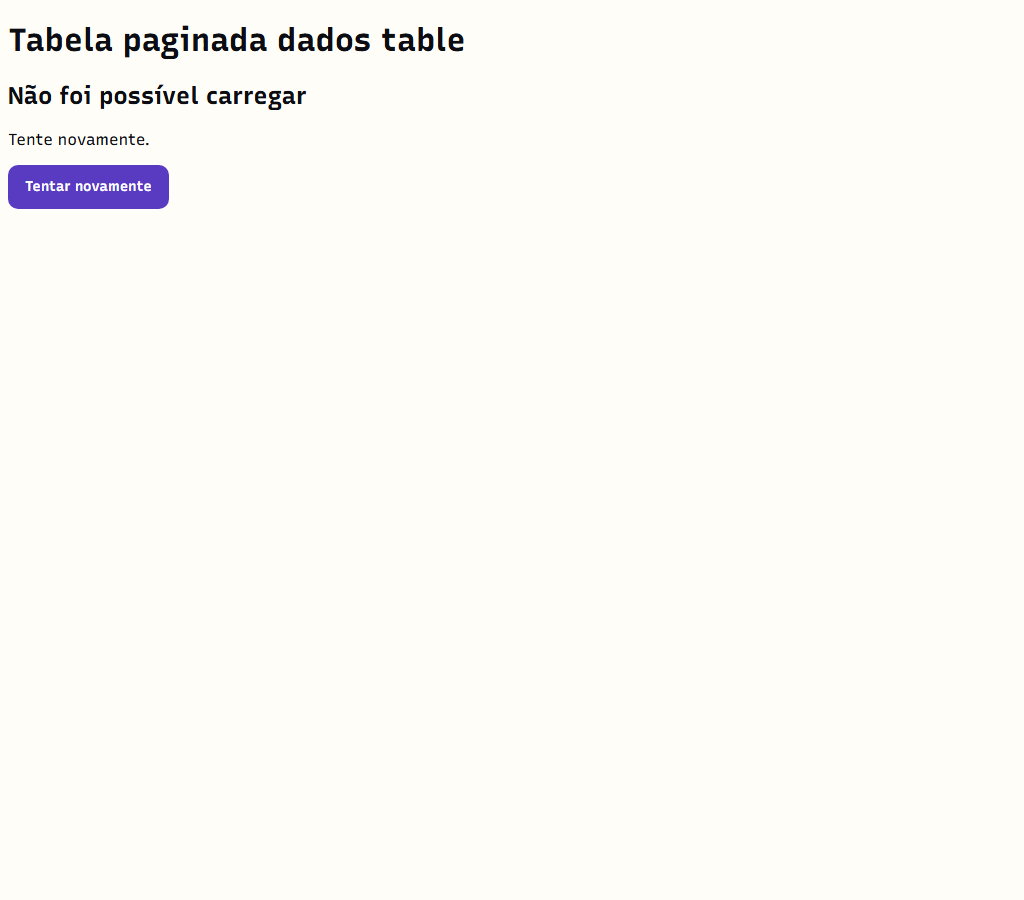 Tabela paginada dados table
Não foi possível carregar
Tente novamente.
Tentar novamente